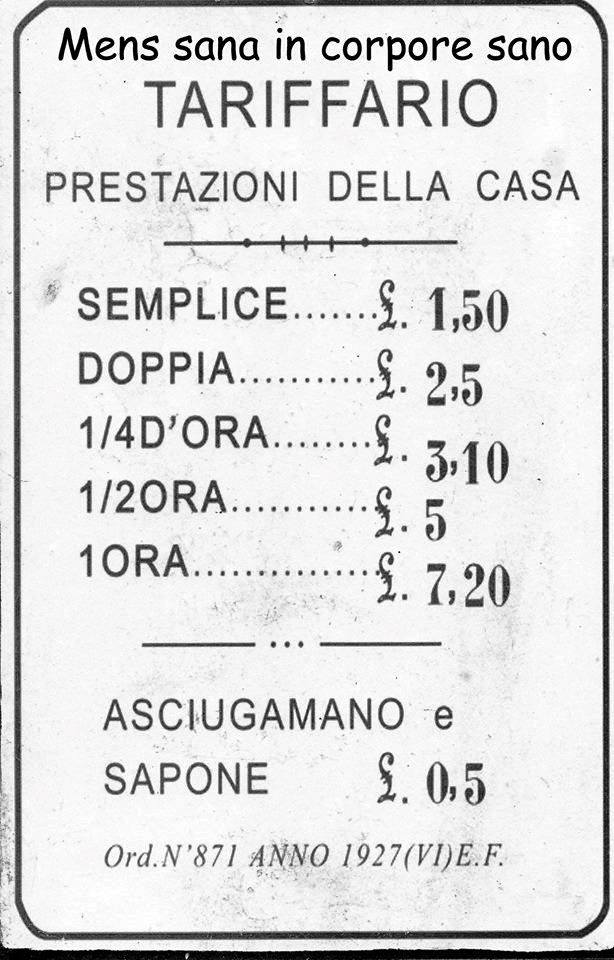 Mens sana in corpore sano
TARIFFARIO
PRESTAZIONI DELLA CASA
SEMPLICE.......£. 1,50
DOPPIA...........£. 2,5
1/4D'ORA........£. 3,10
1/2ORA............£. 5
1ORA...............£. 7,20
...
ASCIUGAMANO e
SAPONE £. 0,5
Ord.N'871 ANNO 1927(VI)E.F.